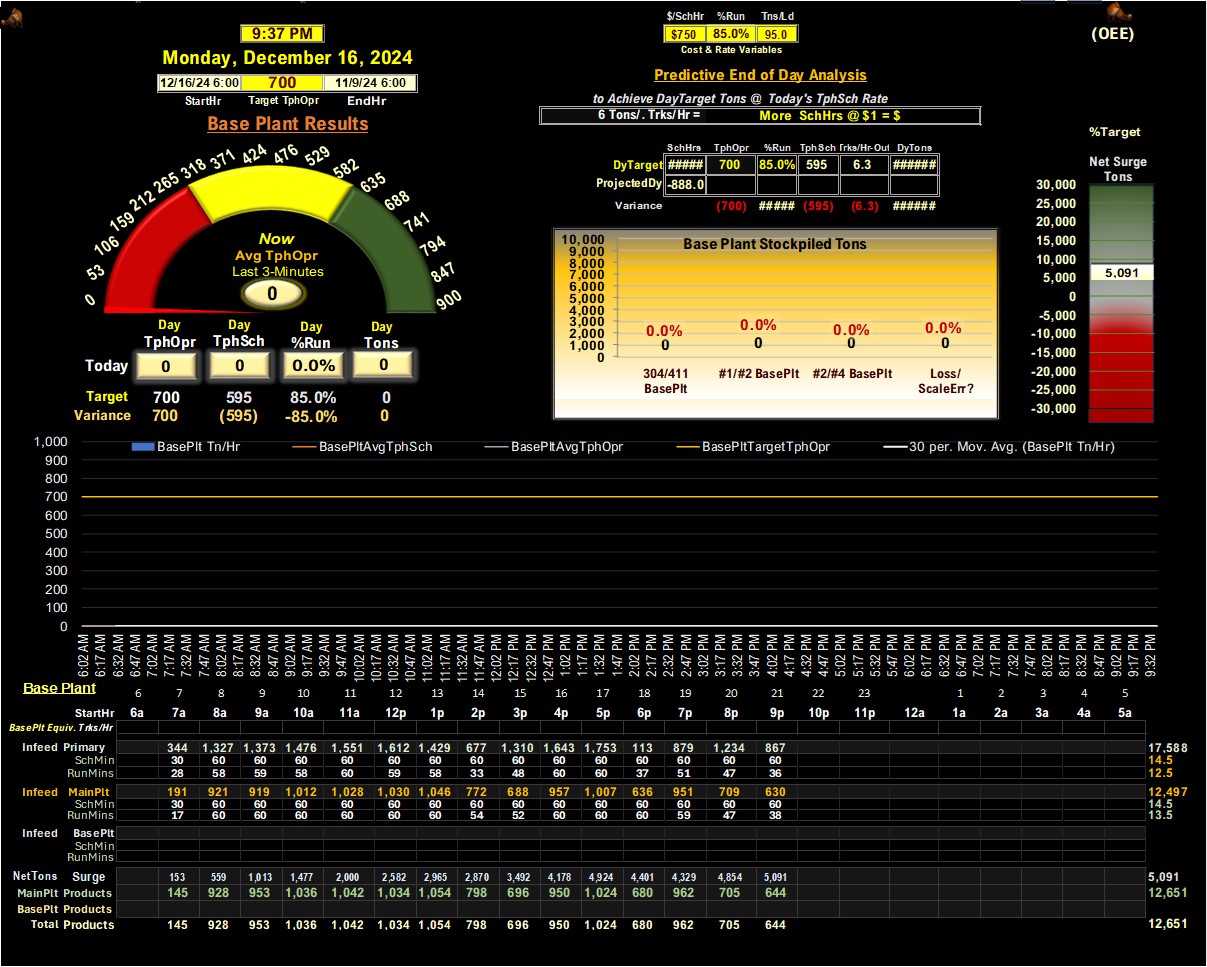 9:37 PM
Monday, December 16, 2024
12/16/24 6:00 700 11/9/24 6:00
StartHr Target TphOpr EndHr
Base Plant Results
0 53 106 159 212 265 318 371 424 476 529 582 635 688 741 794 847 900
Now
Avg TphOpr
Last 3-Minutes
0
Day Day Day Day
TphOpr TphSch %Run Tons
Today 0 0 0.0% 0
Target 700 595 85.0% 0
Variance 700 (595) -85.0% 0
$/SchHr %Run Tns/Ld
$750 85.0% 95.0
Cost & Rate Variables
Predictive End of Day Analysis
to Achieve DayTarget Tons @ Today's TphSch Rate
6 Tons/. Trks/Hr = More SchHrs @ $1 = $
SchHrs TphOpr %Run TphSch Trks/Hr-Out DyTons
DyTarget ##### 700 85.0% 595 6.3 ######
ProjectedDy -888.0
Variance (700) ##### (595) (6.3) ######
Base Plant Stockpiled Tons
10,000
9,000
8,000
7,000
6,000
5,000
4,000
3,000
2,000
1,000
0
0.0% 0.0% 0.0% 0.0%
0 0 0 0
304/411 BasePlt
#1/#2 BasePlt
#2/#4 BasePlt
Loss/ ScaleErr?
(OEE)
%Target
Net Surge
Tons
30,000
25,000
20,000
15,000
10,000
5,000
0
-5,000
-10,000
-15,000
-20,000
-25,000
-30,000
5,091
BasePlt Tn/Hr BasePltAvgTphSch BasePltAvgTphOpr BasePltTargetTphOpr 30 per. Mov. Avg. (BasePlt Tn/Hr)
1,000
900
800
700
600
500
400
300
200
100
0
6:02 AM 6:17 AM 6:32 AM 6:47 AM 7:02 AM 7:17 AM 7:32 AM 7:47 AM 8:02 AM 8:17 AM 8:32 AM 8:47 AM 9:02 AM 9:17 AM 9:32 AM 9:47 AM 10:02 AM 10:17 AM 10:32 AM 10:47 AM 11:02 AM 11:17 AM 11:32 AM 11:47 AM 12:02 PM 12:17 PM 12:32 PM 12:47 PM 1:02 PM 1:17 PM 1:32 PM 1:47 PM 2:02 PM 2:17 PM 2:32 PM 2:47 PM 3:02 PM 3:17 PM 3:32 PM 3:47 PM 4:02 PM 4:17 PM 4:32 PM 4:47 PM 5:02 PM 5:17 PM 5:32 PM 5:47 PM 6:02 PM 6:17 PM 6:32 PM 6:47 PM 7:02 PM 7:17 PM 7:32 PM 7:47 PM 8:02 PM 8:17 PM 8:32 PM 8:47 PM 9:02 PM 9:17 PM 9:32 PM
Base Plant 6 7 8 9 10 11 12 13 14 15 16 17 18 19 20 21 22 23 1 2 3 4 5
StartHr 6a 7a 8a 9a 10a 11a 12p 1p 2p 3p 4p 5p 6p 7p 8p 9p 10p 11p 12a 1a 2a 3a 4a 5a
BasePlt Equiv. Trks/Hr
Infeed Primary 344 1,327 1,373 1,476 1,551 1,612 1,429 677 1,310 1,643 1,753 113 879 1,234 867 17,588
SchMin 30 60 60 60 60 60 60 60 60 60 60 60 60 60 60 14.5
RunMins 28 58 59 58 60 59 58 33 48 60 60 37 51 47 36 12.5
Infeed MainPlt 191 921 919 1,012 1,028 1,030 1,046 772 688 957 1,007 636 951 709 630 12,497
SchMin 30 60 60 60 60 60 60 60 60 60 60 60 60 60 60 14.5
RunMins 17 60 60 60 60 60 60 54 52 60 60 60 59 47 38 13.5
Infeed BasePlt
SchMin
RunMins
NetTons Surge 153 559 1,013 1,477 2,000 2,582 2,965 2,870 3,492 4,178 4,924 4,401 4,329 4,854 5,091 5,091
MainPlt Products 145 928 953 1,036 1,042 1,034 1,054 798 696 950 1,024 680 962 705 644 12,651
BasePlt Products
Total Products 145 928 953 1,036 1,042 1,034 1,054 798 696 950 1,024 680 962 705 644 12,651